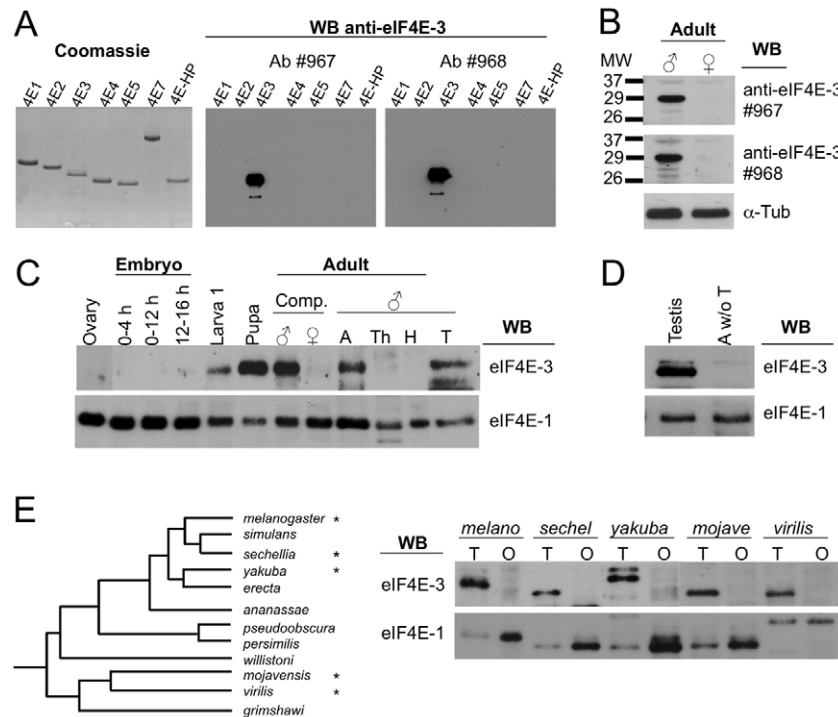 A
Coomassie
WB anti-eIF4E-3
Ab #967
Ab #968
4E1 4E2 4E3 4E4 4E5 4E7 4E-HP
4E1 4E2 4E3 4E4 4E5 4E7 4E-HP
4E1 4E2 4E3 4E4 4E5 4E7 4E-HP
B
Adult
MW ♂ ♀ WB
37
29
26
anti-eIF4E-3
#967
37
29
26
anti-eIF4E-3
#968
α-Tub
C
Embryo
Adult
Comp. ♂
Ovary 0-4 h 0-12 h 12-16 h Larva 1 Pupa ♂ ♀ A Th H T
WB
eIF4E-3
eIF4E-1
D
Testis A w/o T
WB
eIF4E-3
eIF4E-1
E
melanogaster *
simulans
sechellia *
yakuba *
erecta
ananassae
pseudoobscura
persimilis
willistoni
mojavensis *
virilis *
grimshawi
melano sechel yakuba mojave virilis
WB
T O T O T O T O T O
eIF4E-3
eIF4E-1